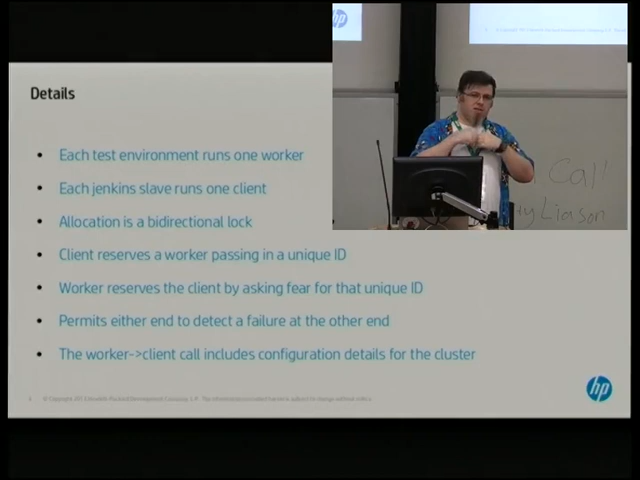 Details
Each test environment runs one worker
Each jenkins slave runs one client
Allocation is a bidirectional lock
Client reserves a worker passing in a unique ID
Worker reserves the client by asking fear for that unique ID
Permits either end to detect a failure at the other end
The worker->client call includes configuration details for the cluster
hp
hp
Call
Liason